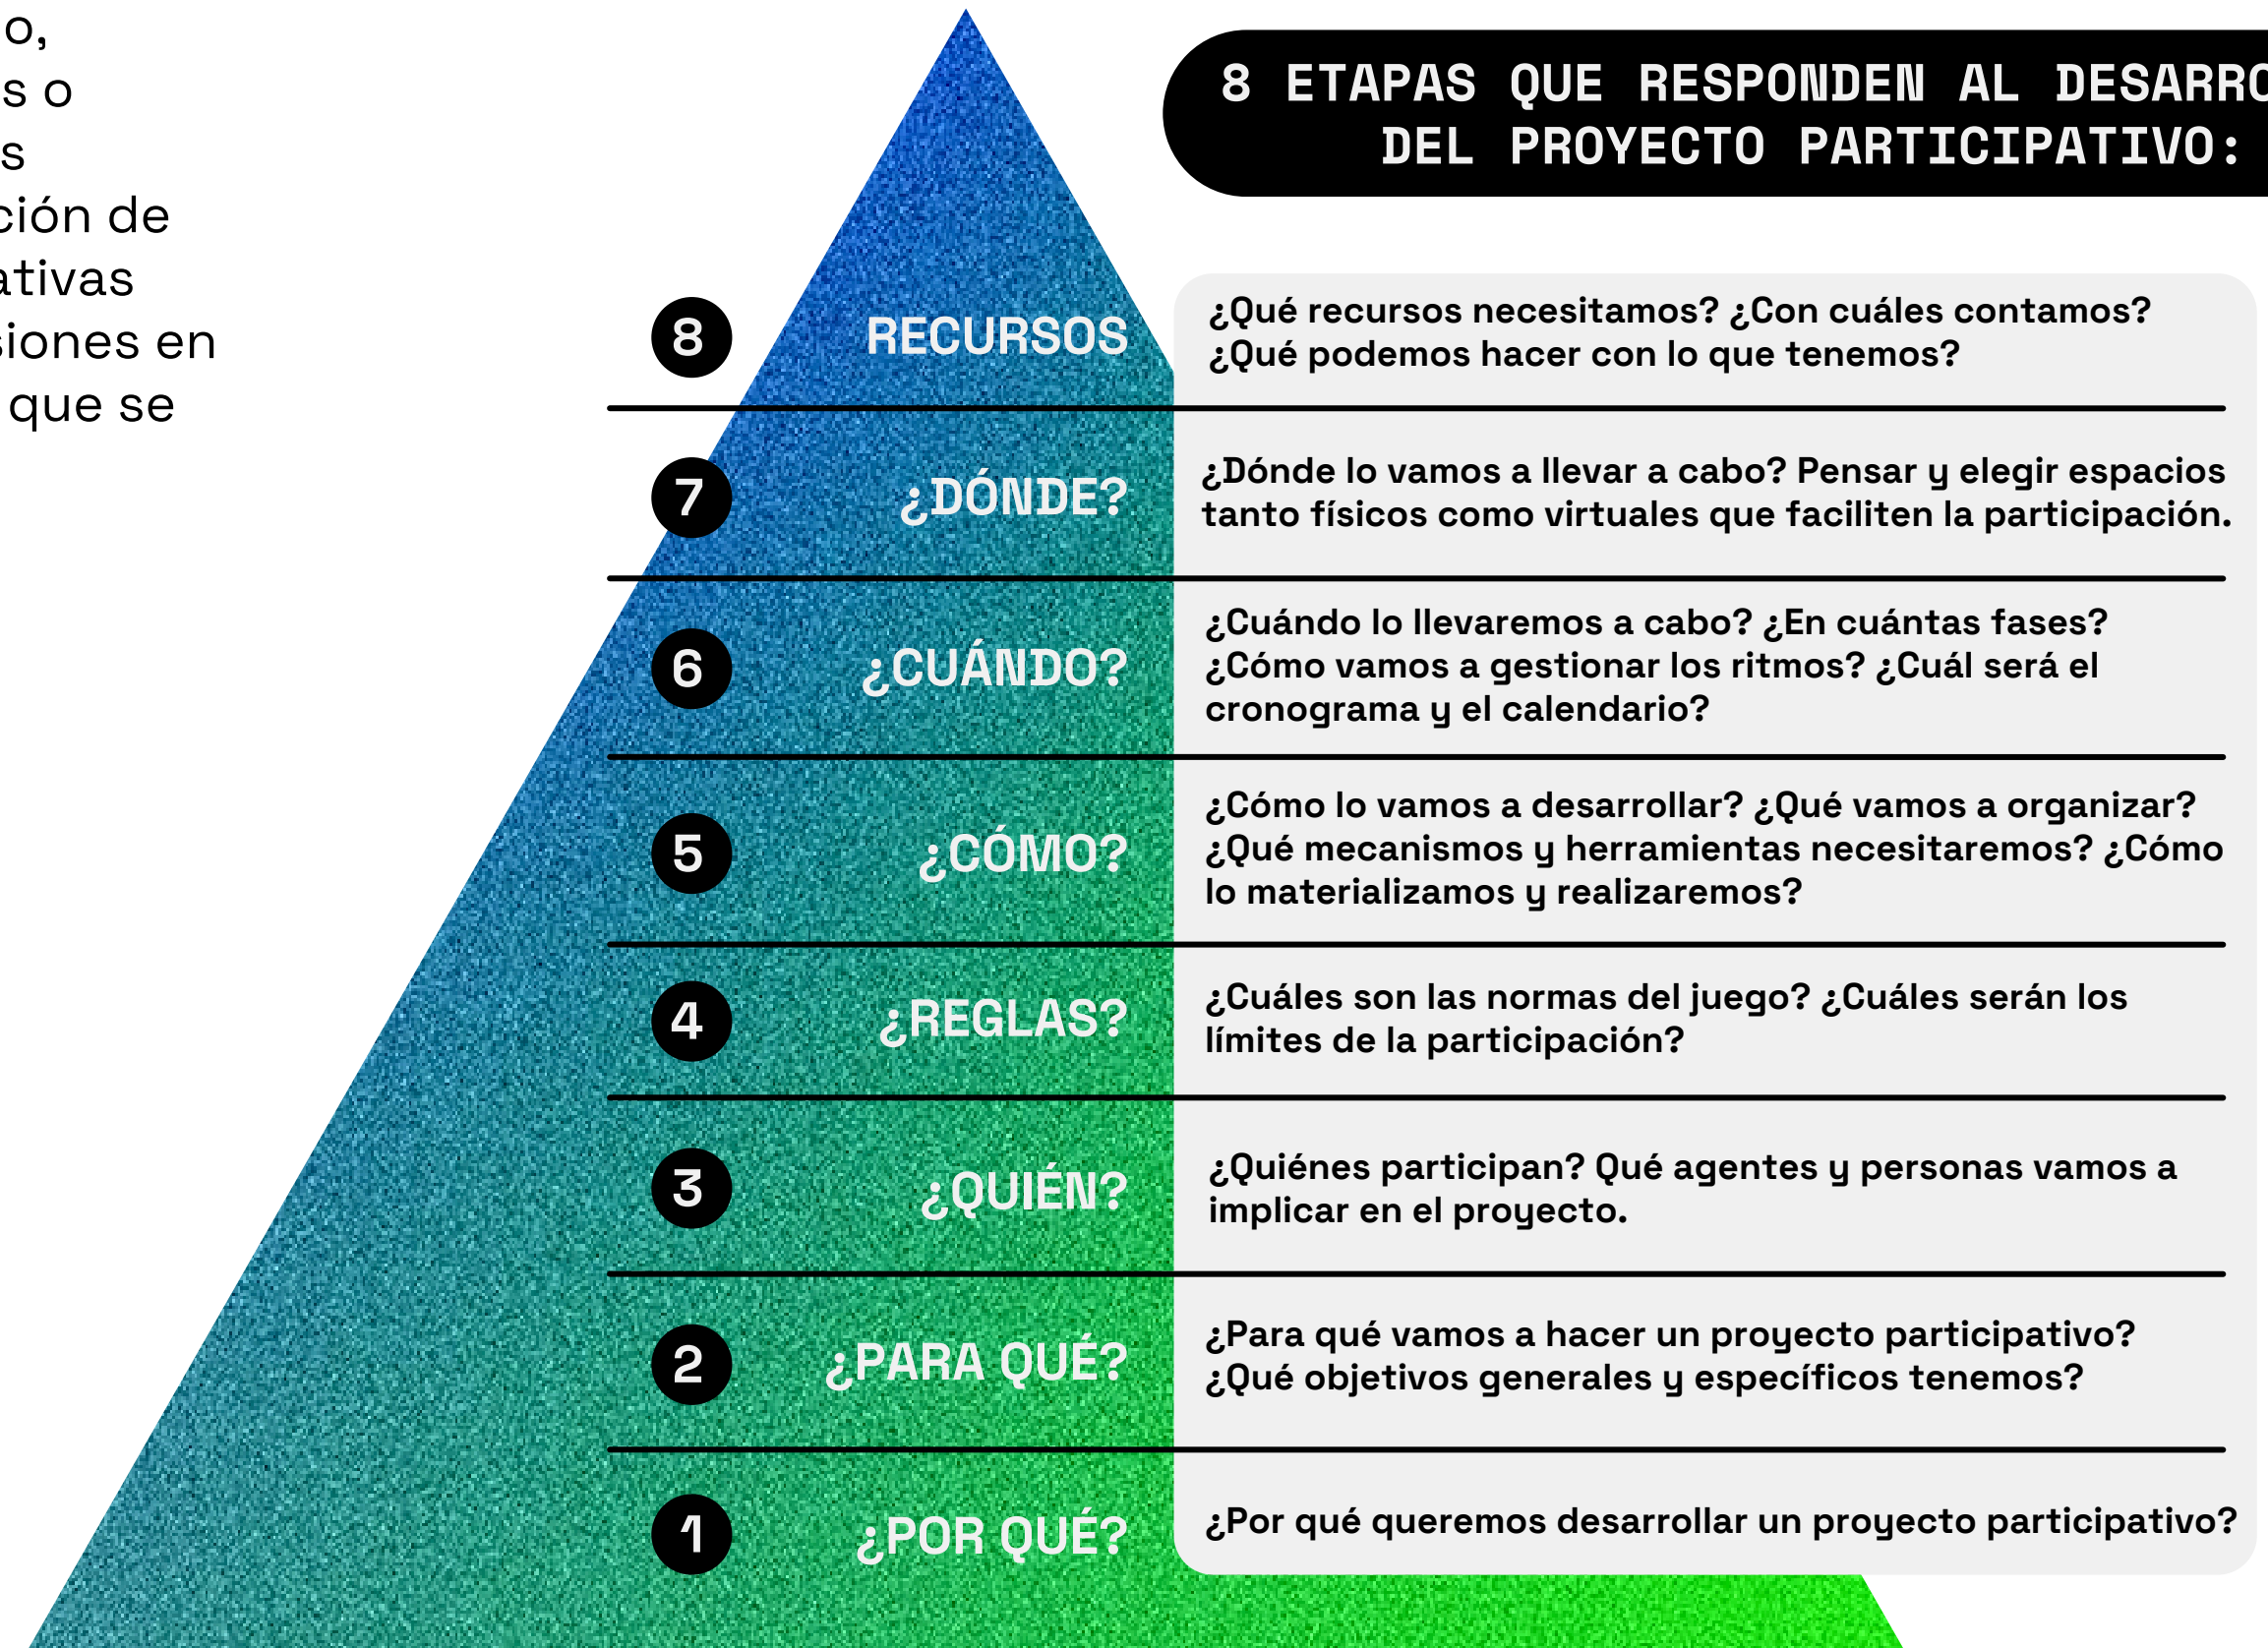 o,
s o
s
ción de
ativas
siones en
que se
8 ETAPAS QUE RESPONDEN AL DESARRO
DEL PROYECTO PARTICIPATIVO:
8
RECURSOS
¿Qué recursos necesitamos? ¿Con cuáles contamos?
¿Qué podemos hacer con lo que tenemos?
7
¿DÓNDE?
¿Dónde lo vamos a llevar a cabo? Pensar y elegir espacios
tanto físicos como virtuales que faciliten la participación.
6
¿CUÁNDO?
¿Cuándo lo llevaremos a cabo? ¿En cuántas fases?
¿Cómo vamos a gestionar los ritmos? ¿Cuál será el
cronograma y el calendario?
5
¿CÓMO?
¿Cómo lo vamos a desarrollar? ¿Qué vamos a organizar?
¿Qué mecanismos y herramientas necesitaremos? ¿Cómo
lo materializamos y realizaremos?
4
¿REGLAS?
¿Cuáles son las normas del juego? ¿Cuáles serán los
límites de la participación?
3
¿QUIÉN?
¿Quiénes participan? Qué agentes y personas vamos a
implicar en el proyecto.
2
¿PARA QUÉ?
¿Para qué vamos a hacer un proyecto participativo?
¿Qué objetivos generales y específicos tenemos?
1
¿POR QUÉ?
¿Por qué queremos desarrollar un proyecto participativo?